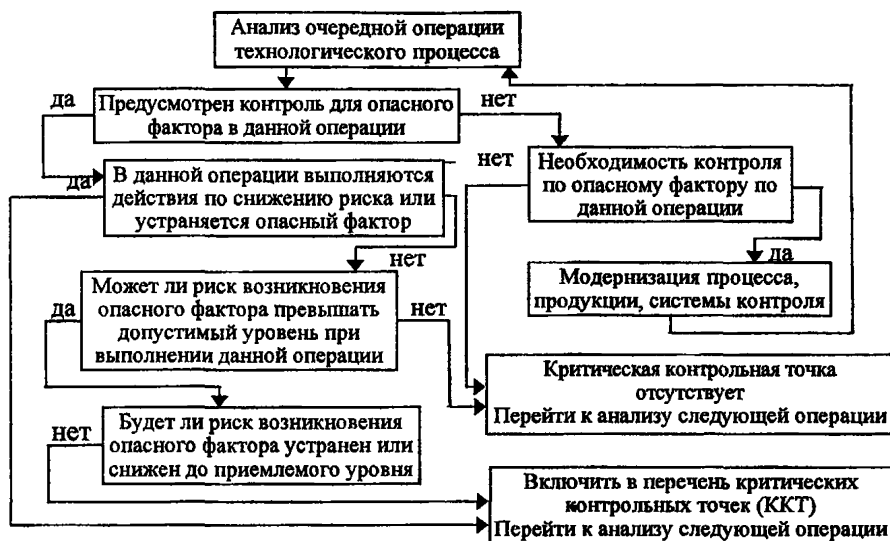 Анализ очередной операции
технологического процесса
да
Предусмотрен контроль для опасного
фактора в данной операции
нет
да
В данной операции выполняются
действия по снижению риска или
устраняется опасный фактор
нет
Необходимость контроля
по опасному фактору по
данной операции
нет
да
Модернизация процесса,
продукции, системы контроля
да
Может ли риск возникновения
опасного фактора превышать
допустимый уровень при
выполнении данной операции
нет
Критическая контрольная точка
отсутствует
Перейти к анализу следующей операции
нет
Будет ли риск возникновения
опасного фактора устранен или
снижен до приемлемого уровня
Включить в перечень критических
контрольных точек (ККТ)
Перейти к анализу следующей операции